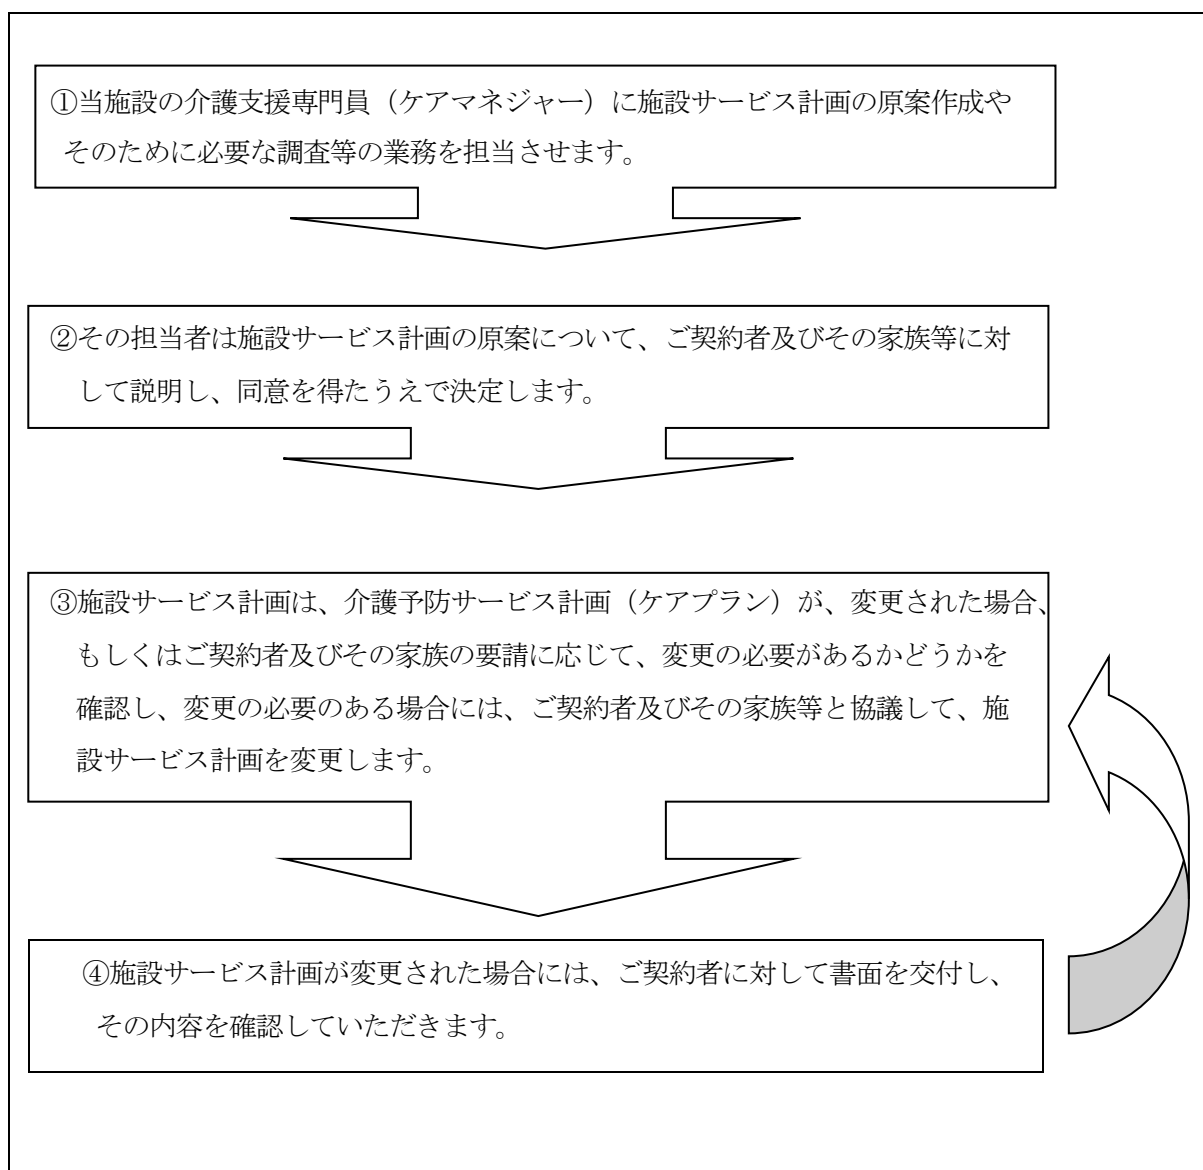 ①当施設の介護支援専門員（ケアマネジャー）に施設サービス計画の原案作成や
そのために必要な調査等の業務を担当させます。
②その担当者は施設サービス計画の原案について、ご契約者及びその家族等に対
して説明し、同意を得たうえで決定します。
③施設サービス計画は、介護予防サービス計画（ケアプラン）が、変更された場合、
もしくはご契約者及びその家族の要請に応じて、変更の必要があるかどうかを
確認し、変更の必要のある場合には、ご契約者及びその家族等と協議して、施
設サービス計画を変更します。
④施設サービス計画が変更された場合には、ご契約者に対して書面を交付し、
その内容を確認していただきます。